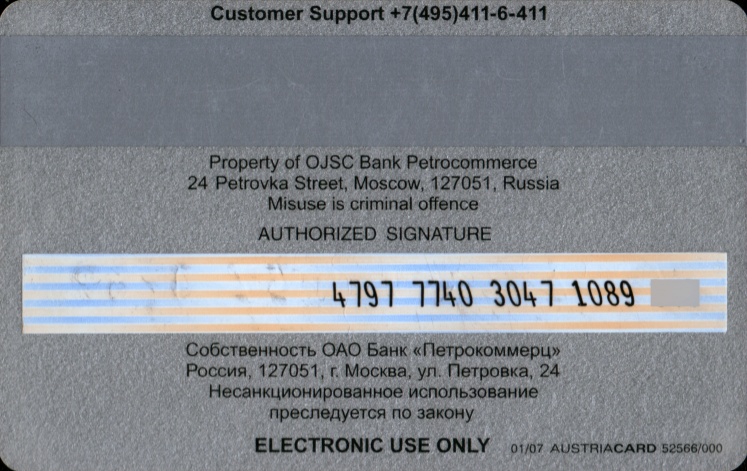 Customer Support +7(495)411-6-411
Property of OJSC Bank Petrocommerce
24 Petrovka Street, Moscow, 127051, Russia
Misuse is criminal offence
AUTHORIZED SIGNATURE
4797 7740 3047 1089
Собственность ОАО Банк «Петрокоммерц»
Россия, 127051, г. Москва, ул. Петровка, 24
Несанкционированное использование
преследуется по закону
ELECTRONIC USE ONLY 01/07 AUSTRIACARD 52566/000